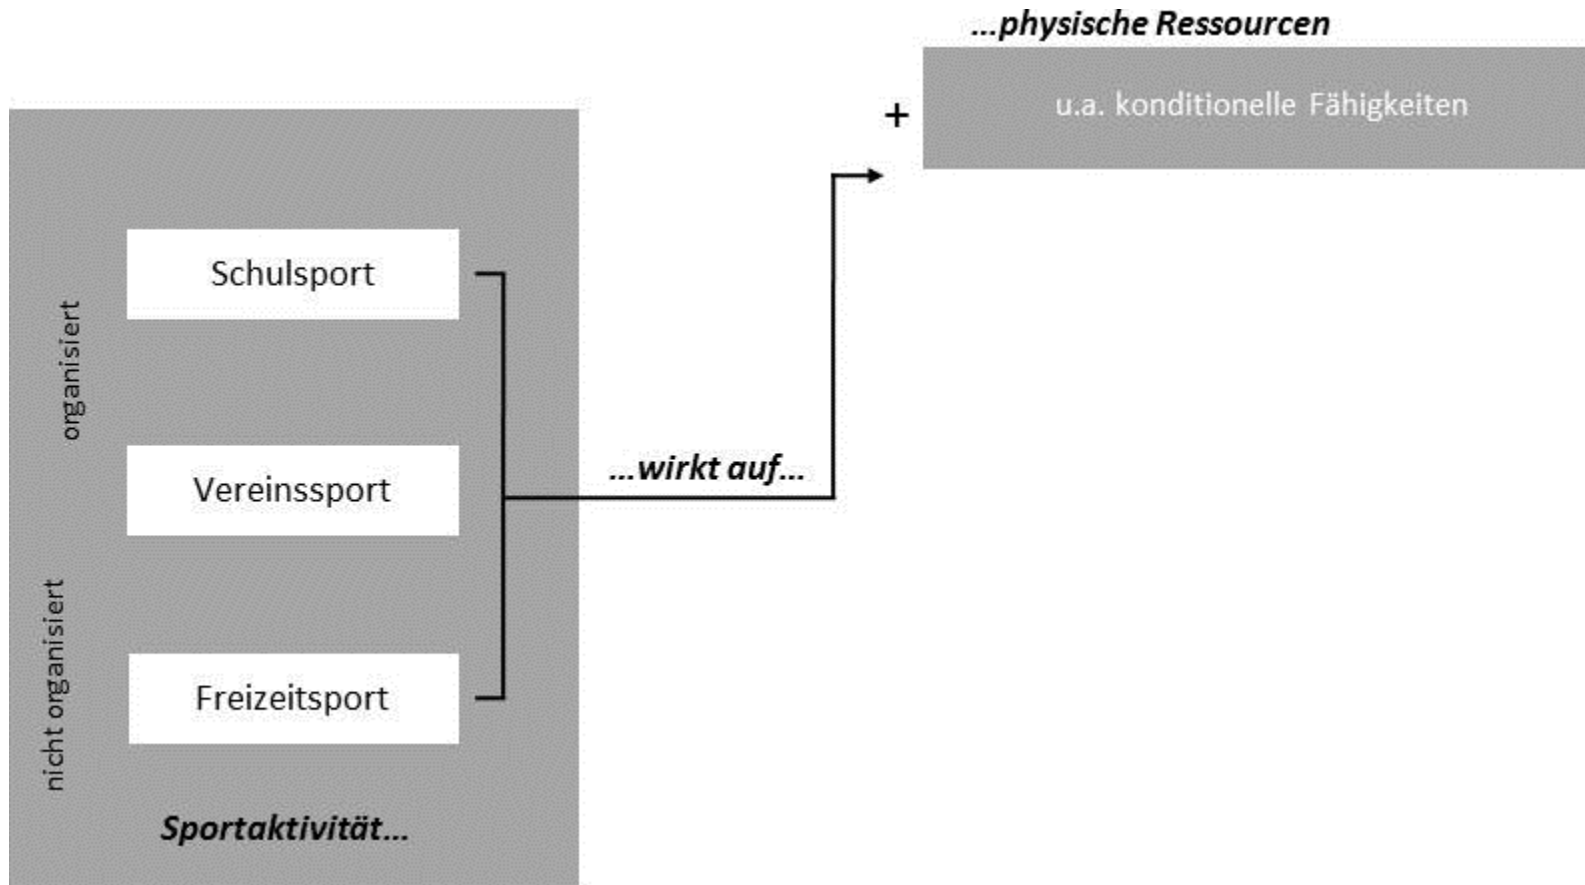 ...physische Ressourcen
+
u.a. konditionelle Fähigkeiten
organisiert
Schulsport
Vereinssport
...wirkt auf...
nicht organisiert
Freizeitsport
Sportaktivität...